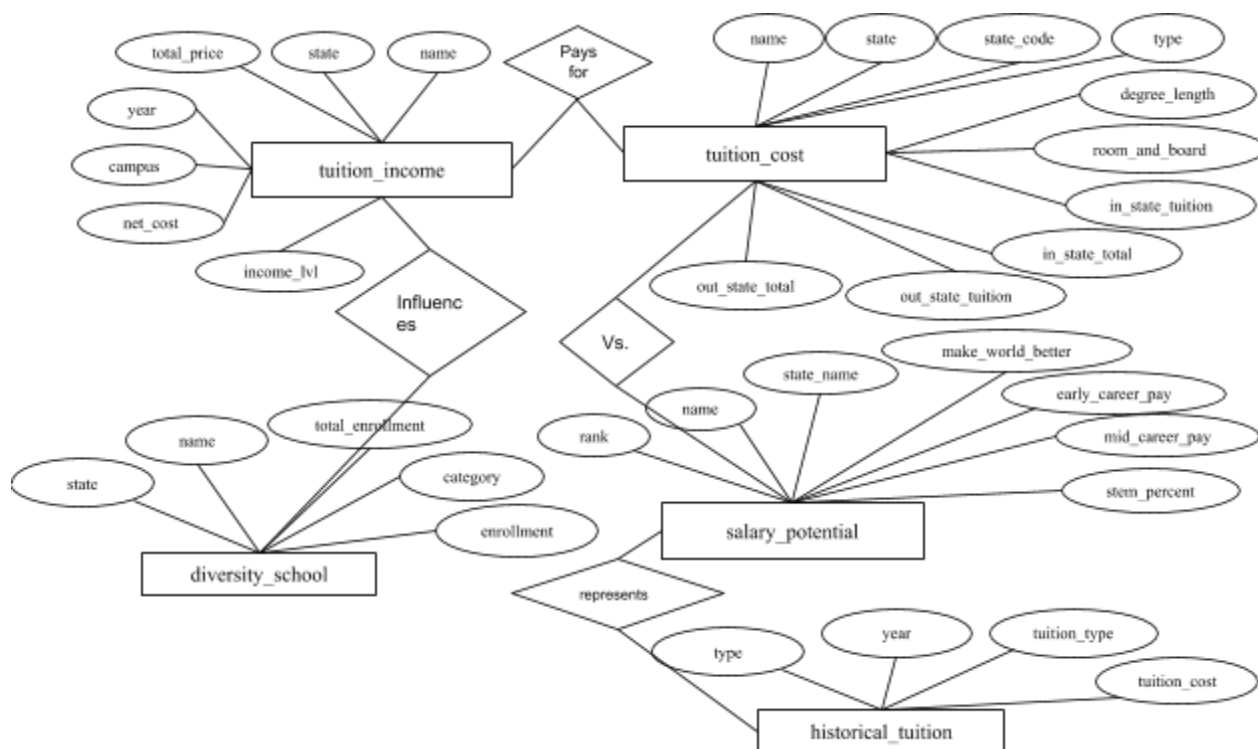 total_price
state
name
Pays
for
name
state
state_code
type
year
degree_length
campus
tuition_income
tuition_cost
room_and_board
net_cost
in_state_tuition
income_lvl
in_state_total
out_state_total
out_state_tuition
Influenc
es
Vs.
make_world_better
state_name
early_career_pay
name
rank
mid_career_pay
total_enrollment
name
state
category
stem_percent
enrollment
salary_potential
diversity_school
represents
type
year
tuition_type
tuition_cost
historical_tuition